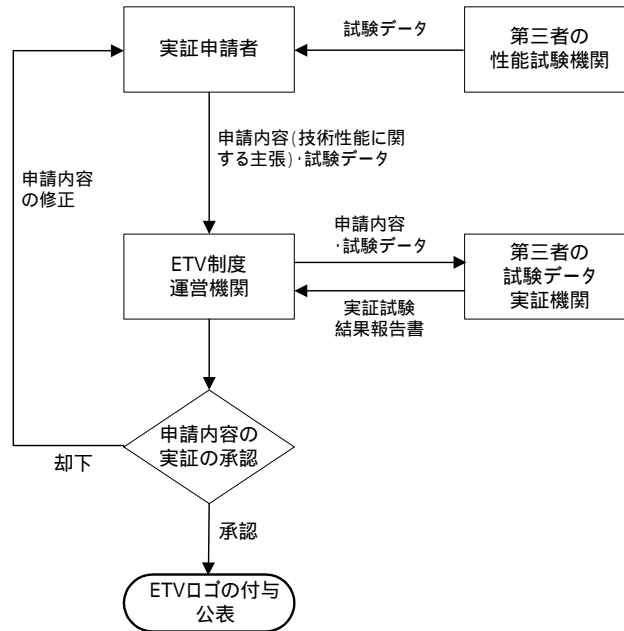 実証申請者
試験データ
第三者の
性能試験機関
申請内容
の修正
申請内容(技術性能に関
する主張)・試験データ
ETV制度
運営機関
申請内容
・試験データ
実証試験
結果報告書
第三者の
試験データ
実証機関
申請内容の
実証の承認
却下
承認
ETVロゴの付与
公表